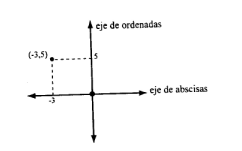 eje de ordenadas
(-3,5)
5
eje de abscisas
-3